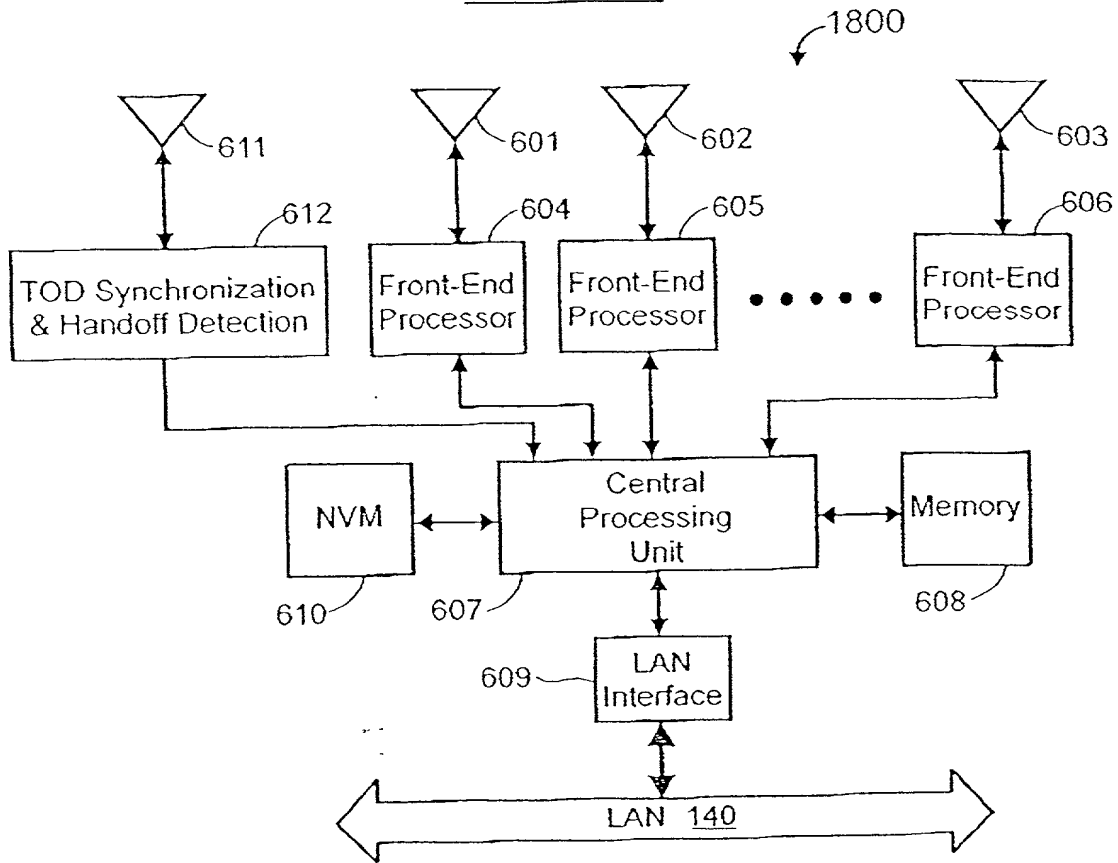 1800
611
601
602
603
612
604
605
606
TOD Synchronization
& Handoff Detection
Front-End
Processor
Front-End
Processor
Front-End
Processor
NVM
Central
Processing
Unit
Memory
610
607
608
609
LAN
Interface
LAN 140